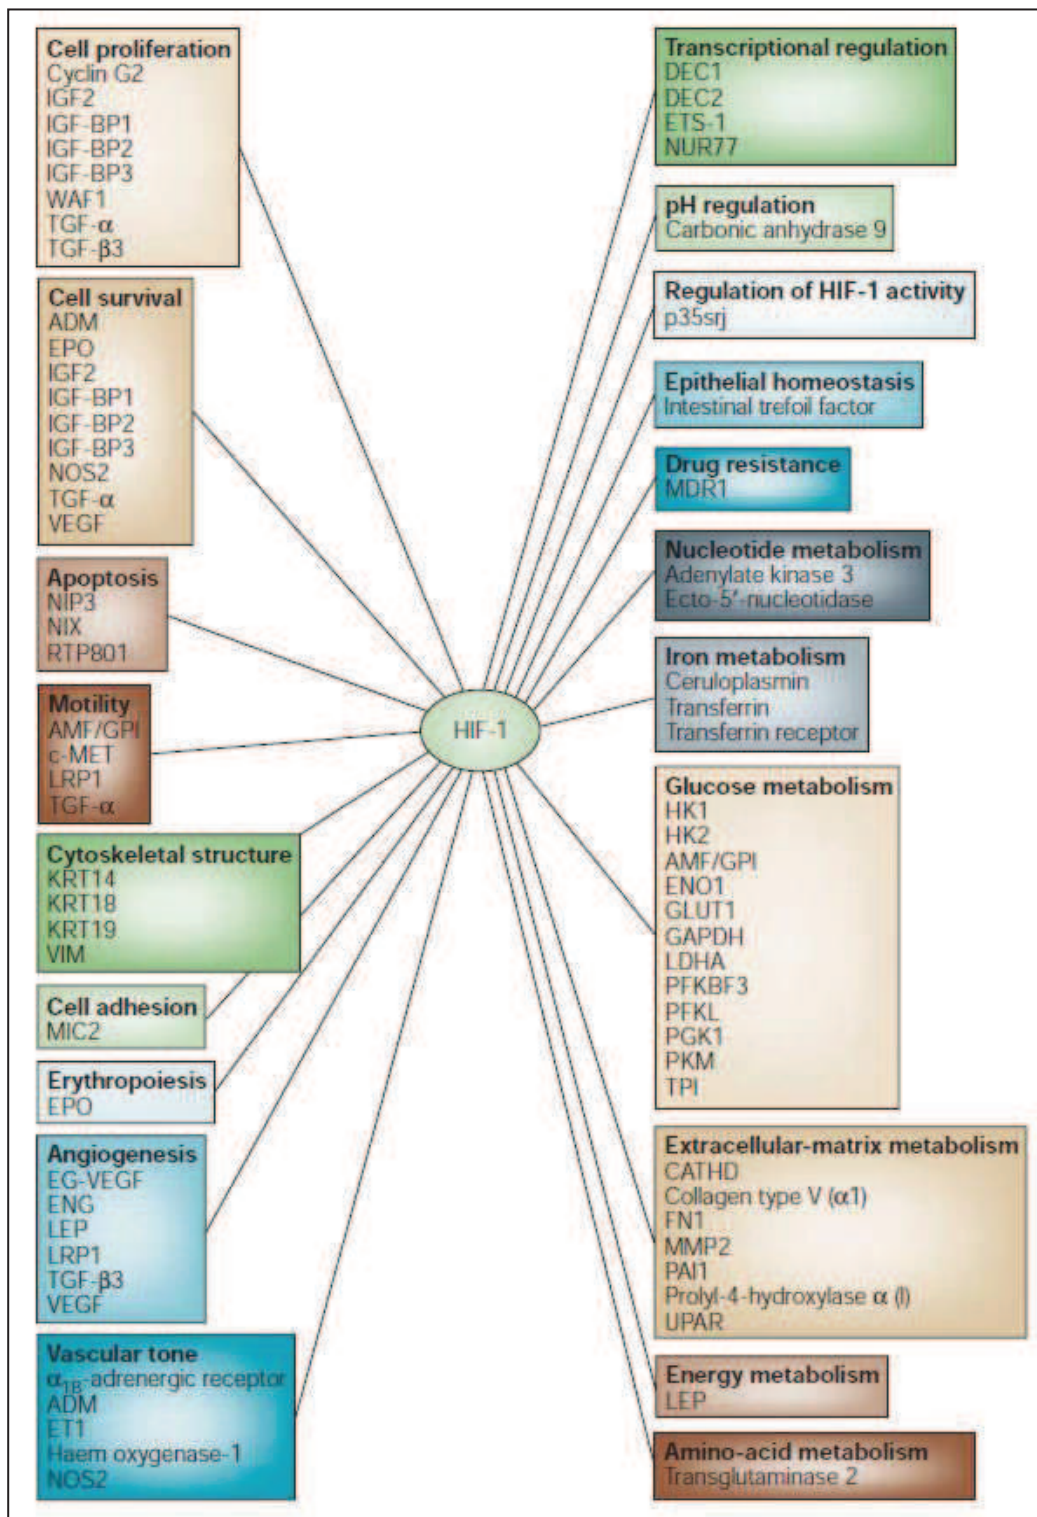 Cell proliferation
Cyclin G2
IGF2
IGF-BP1
IGF-BP2
IGF-BP3
WAF1
TGF-α
TGF-β3
Cell survival
ADM
EPO
IGF2
IGF-BP1
IGF-BP2
IGF-BP3
NOS2
TGF-α
VEGF
Apoptosis
NIP3
NIX
RTP801
Motility
AMF/GPI
c-MET
LRP1
TGF-α
Cytoskeletal structure
KRT14
KRT18
KRT19
VIM
Cell adhesion
MIC2
Erythropoiesis
EPO
Angiogenesis
EG-VEGF
ENG
LEP
LRP1
TGF-β3
VEGF
Vascular tone
α1B-adrenergic receptor
ADM
ET1
Haem oxygenase-1
NOS2
HIF-1
Transcriptional regulation
DEC1
DEC2
ETS-1
NUR77
pH regulation
Carbonic anhydrase 9
Regulation of HIF-1 activity
p35srj
Epithelial homeostasis
Intestinal trefoil factor
Drug resistance
MDR1
Nucleotide metabolism
Adenylate kinase 3
Ecto-5′-nucleotidase
Iron metabolism
Ceruloplasmin
Transferrin
Transferrin receptor
Glucose metabolism
HK1
HK2
AMF/GPI
ENO1
GLUT1
GAPDH
LDHA
PFKBF3
PFKL
PGK1
PKM
TPI
Extracellular-matrix metabolism
CATHD
Collagen type V (α1)
FN1
MMP2
PAI1
Prolyl-4-hydroxylase α (I)
UPAR
Energy metabolism
LEP
Amino-acid metabolism
Transglutaminase 2